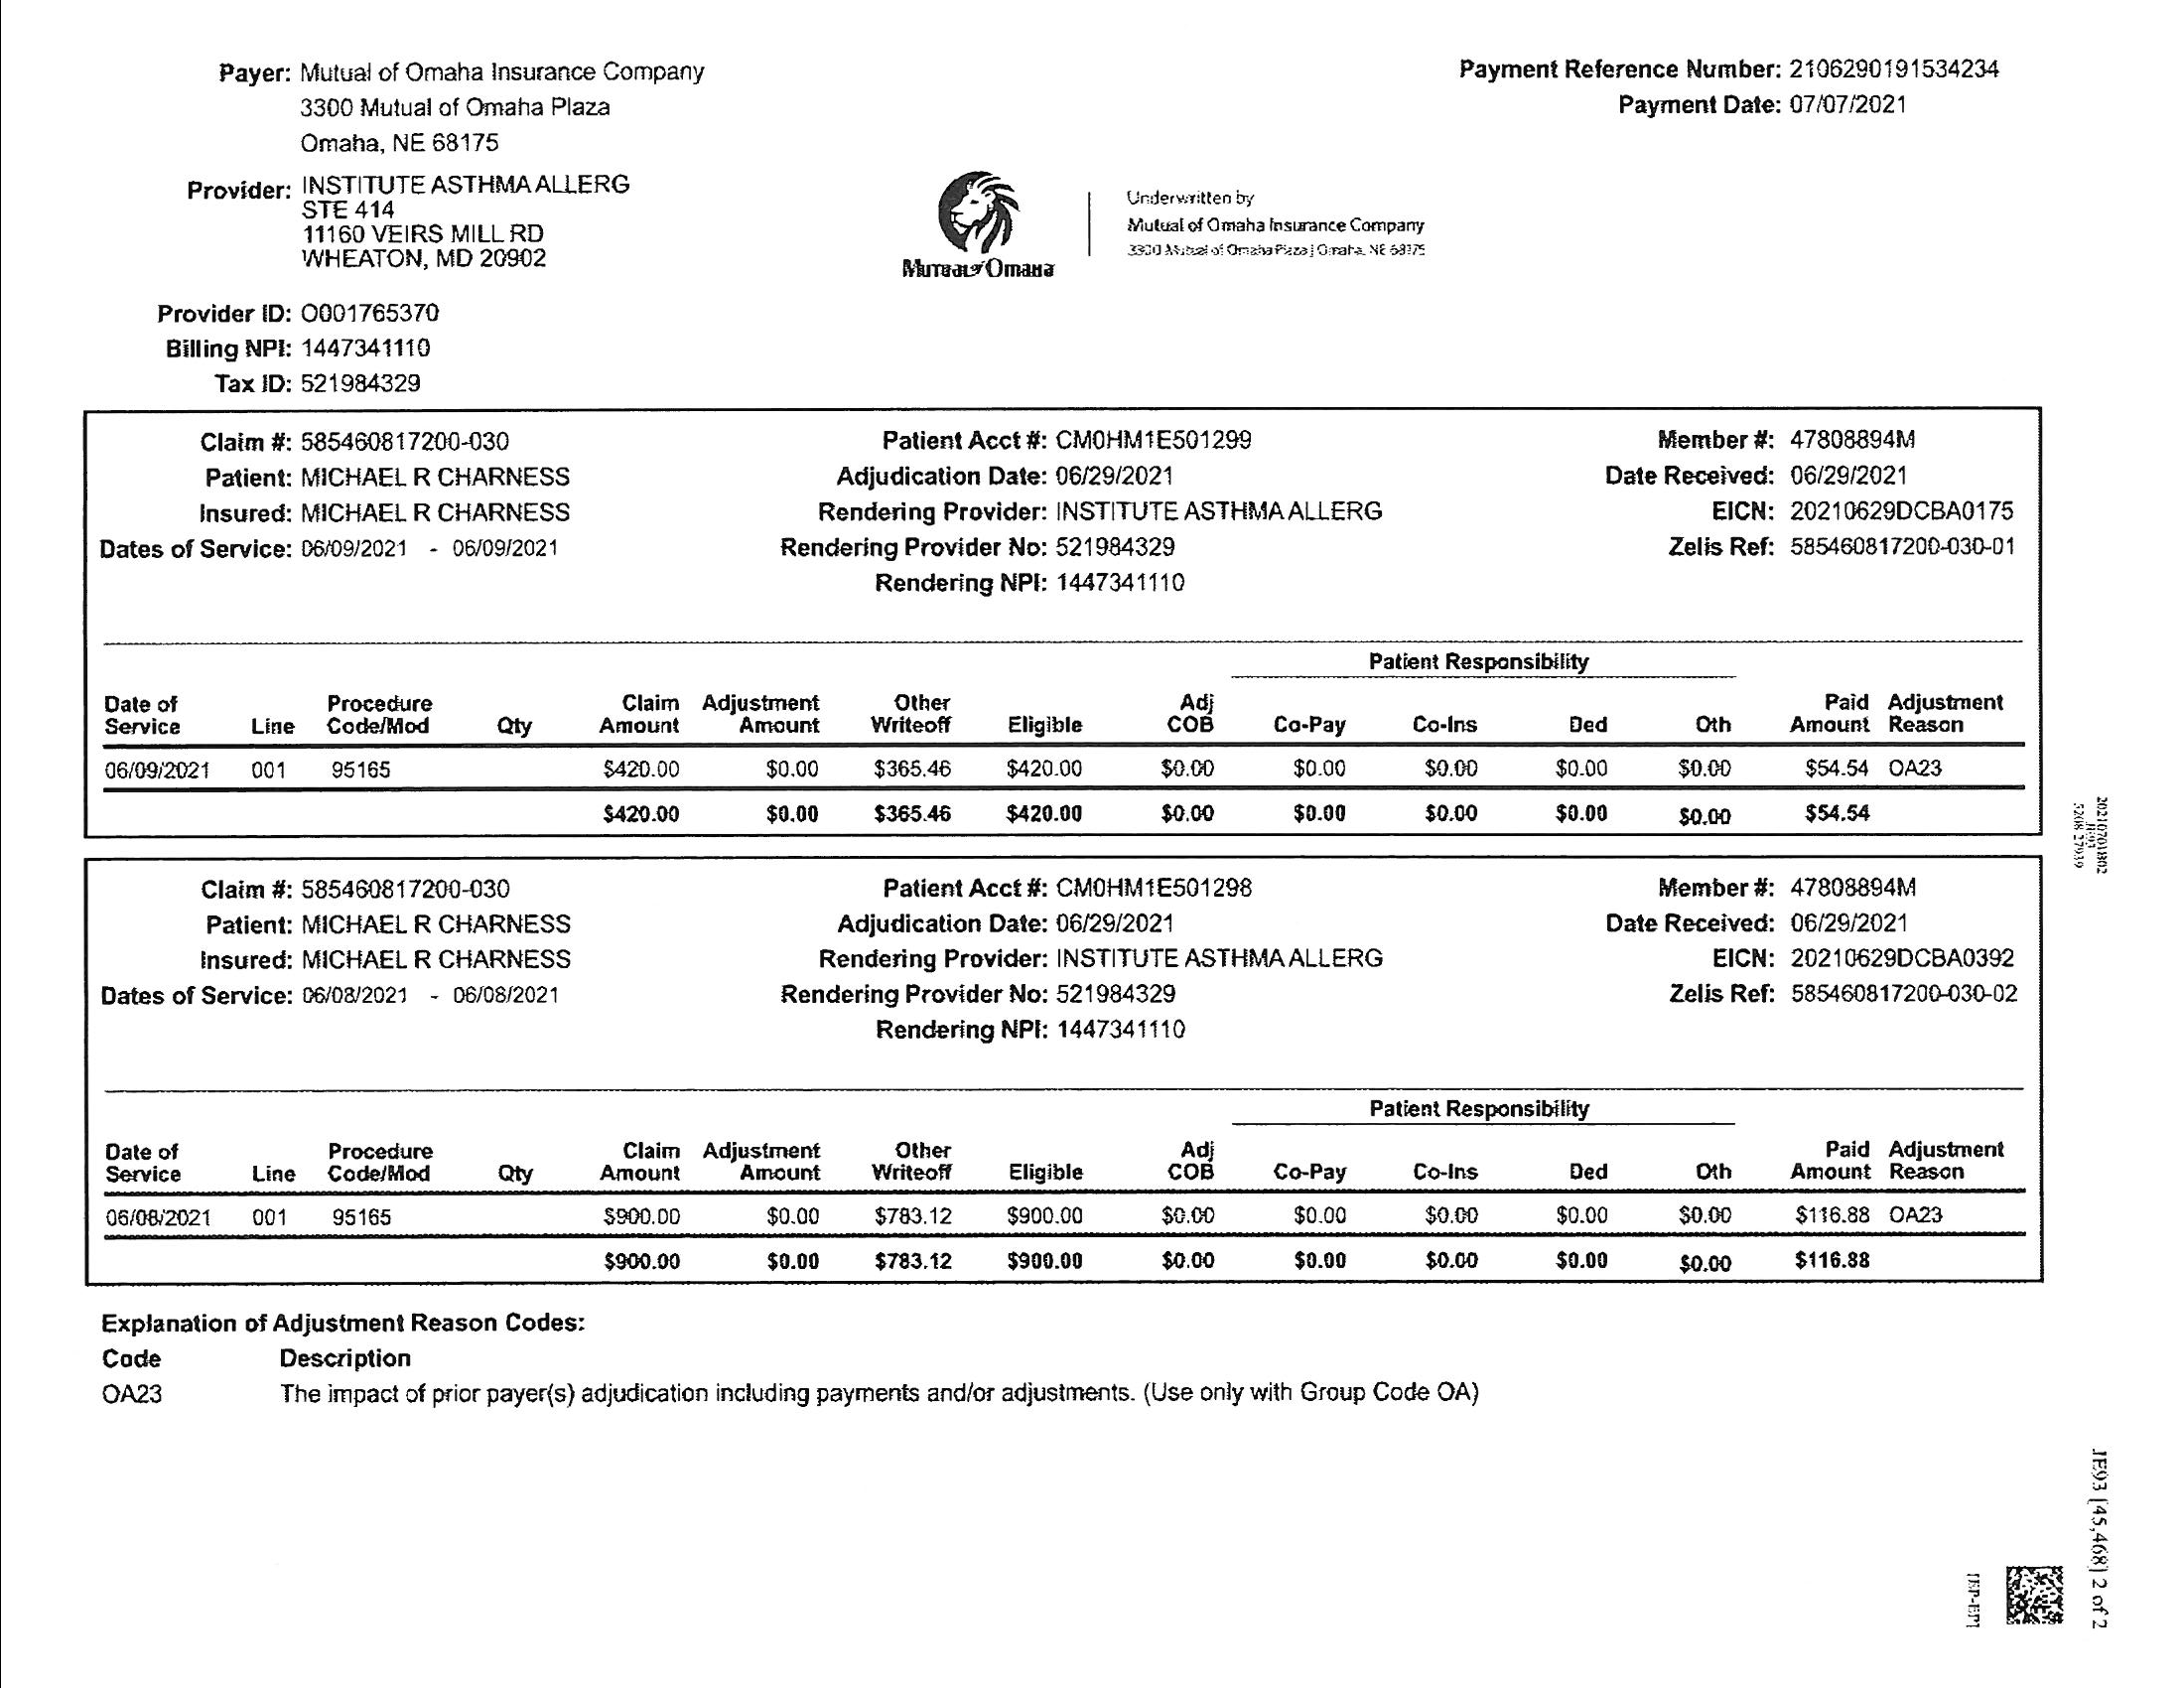 Payer: Mutual of Omaha Insurance Company
3300 Mutual of Omaha Plaza
Omaha, NE 68175
Payment Reference Number: 2106290191534234
Payment Date: 07/07/2021
Provider: INSTITUTE ASTHMA ALLERG
STE 414
11160 VEIRS MILL RD
WHEATON, MD 20902
Mutual of Omaha
Underwritten by
Mutual of Omaha Insurance Company
3300 Mutual of Omaha Plaza | Omaha, NE 68175
Provider ID: O001765370
Billing NPI: 1447341110
Tax ID: 521984329
Claim #: 585460817200-030 Patient Acct #: CM0HM1E501299 Member #: 47808894M
Patient: MICHAEL R CHARNESS Adjudication Date: 06/29/2021 Date Received: 06/29/2021
Insured: MICHAEL R CHARNESS Rendering Provider: INSTITUTE ASTHMA ALLERG EICN: 20210629DCBA0175
Dates of Service: 06/09/2021 - 06/09/2021 Rendering Provider No: 521984329 Zelis Ref: 585460817200-030-01
Rendering NPI: 1447341110
Patient Responsibility
Date of Procedure Claim Adjustment Other Adj Paid Adjustment
Service Line Code/Mod Qty Amount Amount Writeoff Eligible COB Co-Pay Co-Ins Ded Oth Amount Reason
06/09/2021 001 95165 $420.00 $0.00 $365.46 $420.00 $0.00 $0.00 $0.00 $0.00 $0.00 $54.54 OA23
$420.00 $0.00 $365.46 $420.00 $0.00 $0.00 $0.00 $0.00 $0.00 $54.54
Claim #: 585460817200-030 Patient Acct #: CM0HM1E501298 Member #: 47808894M
Patient: MICHAEL R CHARNESS Adjudication Date: 06/29/2021 Date Received: 06/29/2021
Insured: MICHAEL R CHARNESS Rendering Provider: INSTITUTE ASTHMA ALLERG EICN: 20210629DCBA0392
Dates of Service: 06/08/2021 - 06/08/2021 Rendering Provider No: 521984329 Zelis Ref: 585460817200-030-02
Rendering NPI: 1447341110
Patient Responsibility
Date of Procedure Claim Adjustment Other Adj Paid Adjustment
Service Line Code/Mod Qty Amount Amount Writeoff Eligible COB Co-Pay Co-Ins Ded Oth Amount Reason
06/08/2021 001 95165 $900.00 $0.00 $783.12 $900.00 $0.00 $0.00 $0.00 $0.00 $0.00 $116.88 OA23
$900.00 $0.00 $783.12 $900.00 $0.00 $0.00 $0.00 $0.00 $0.00 $116.88
Explanation of Adjustment Reason Codes:
Code Description
OA23 The impact of prior payer(s) adjudication including payments and/or adjustments. (Use only with Group Code OA)
JE93 [45,468] 2 of 2